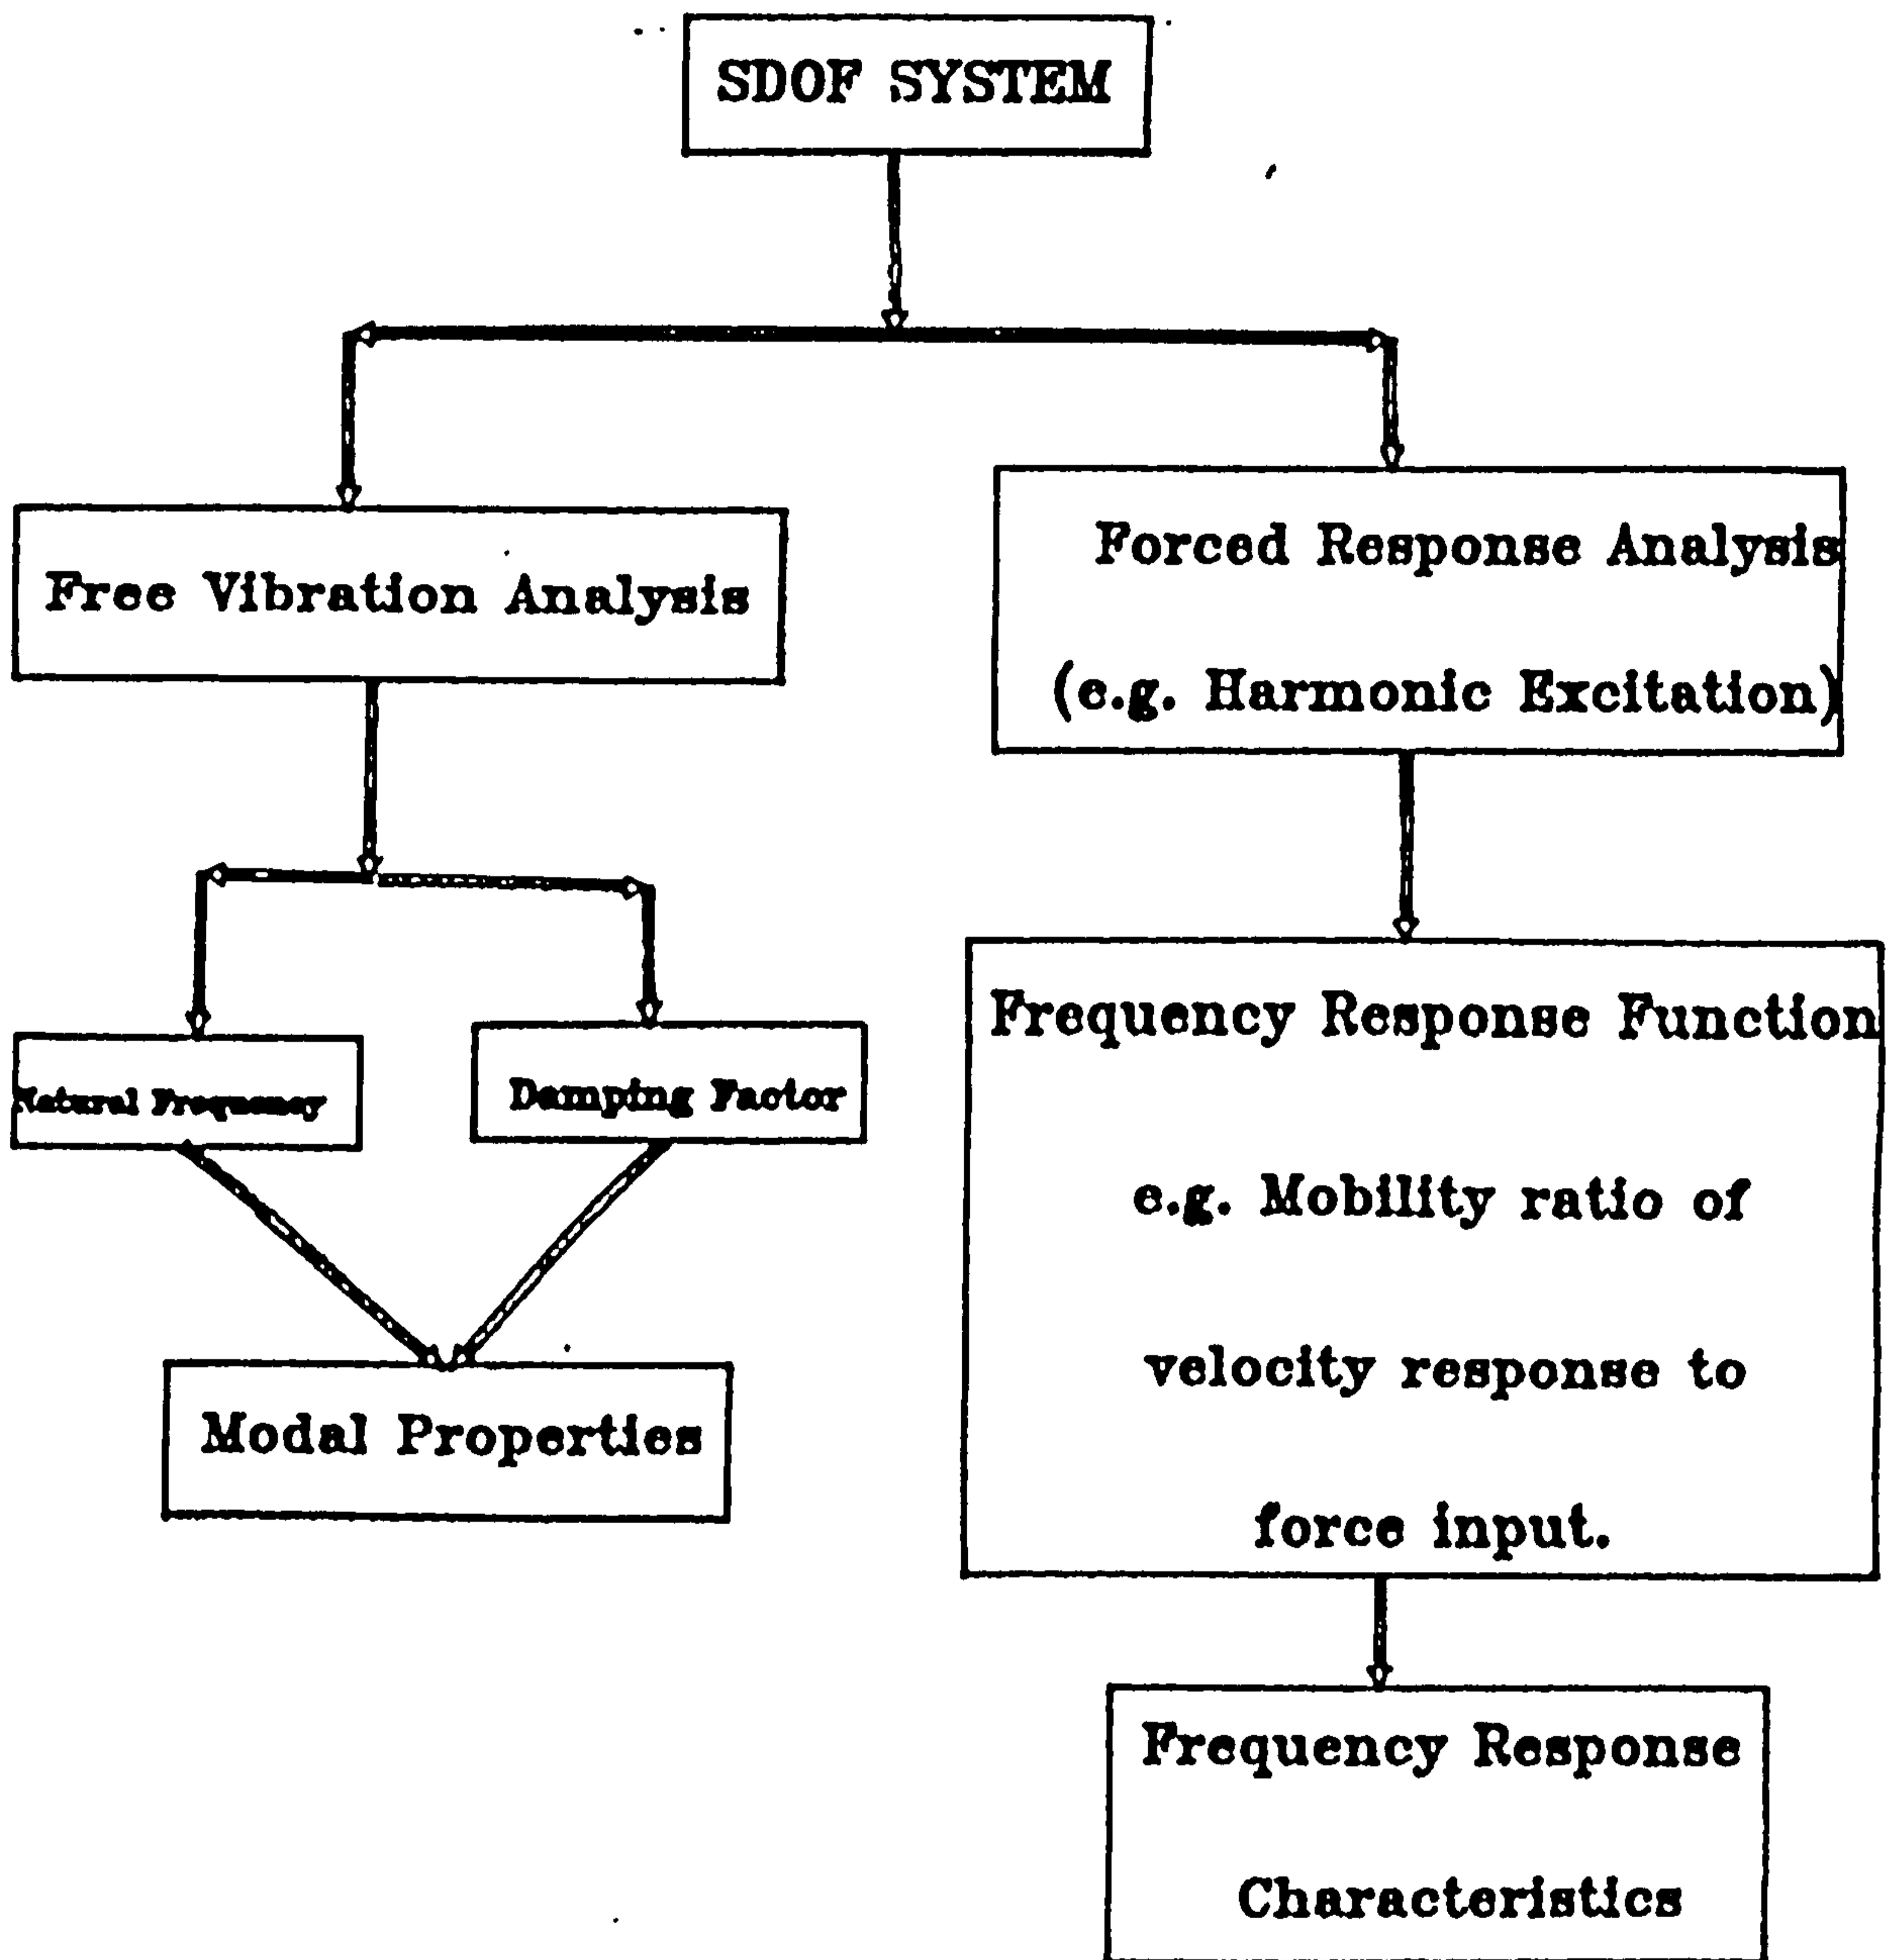 SDOF SYSTEM
Free Vibration Analysis
Forced Response Analysis
(e.g. Harmonic Excitation)
Natural Frequency
Damping Factor
Modal Properties
Frequency Response Function
e.g. Mobility ratio of
velocity response to
force input.
Frequency Response
Characteristics